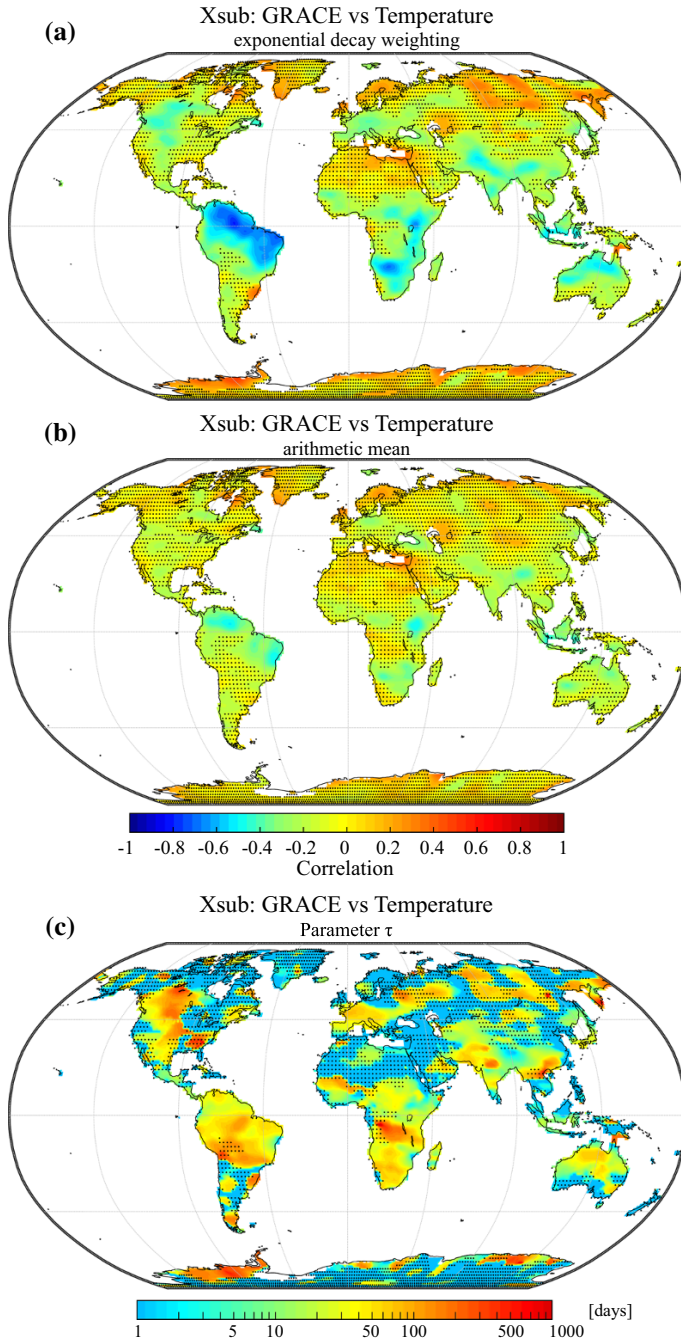 Xsub: GRACE vs Temperature
(a)
exponential decay weighting
Xsub: GRACE vs Temperature
(b)
arithmetic mean
-1 -0.8 -0.6 -0.4 -0.2 0 0.2 0.4 0.6 0.8 1
Correlation
Xsub: GRACE vs Temperature
(c)
Parameter τ
1 5 10 50 100 500 1000 [days]